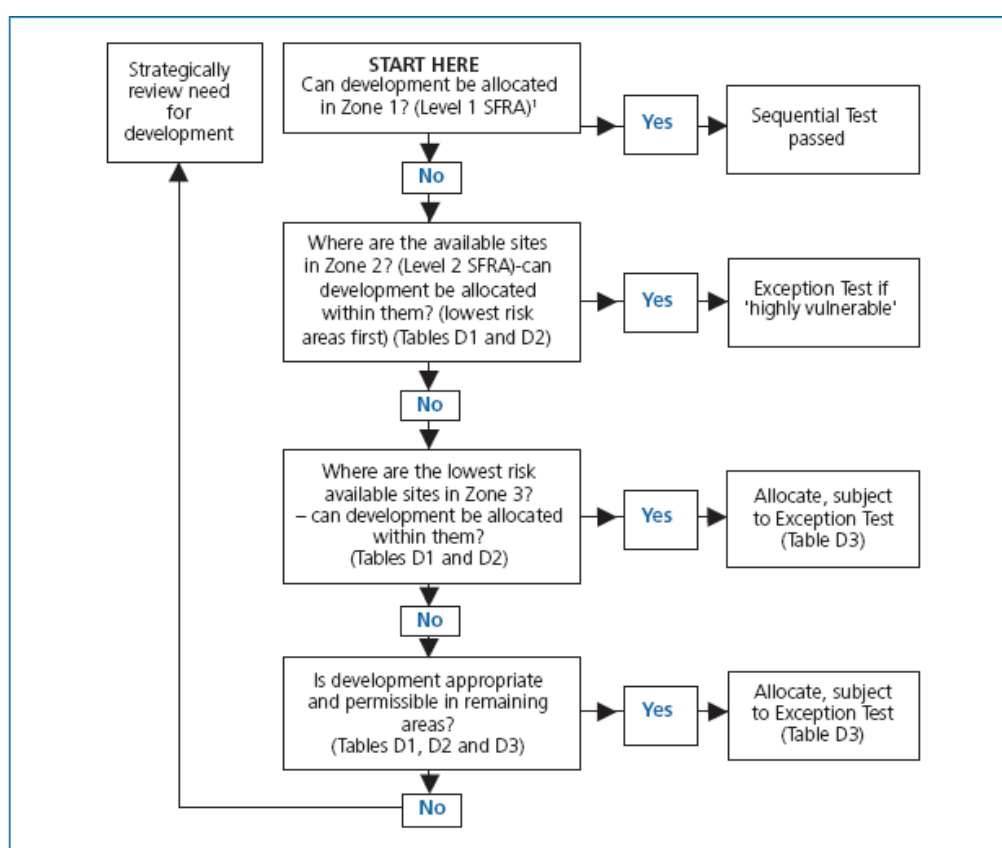 Strategically
review need
for
development
START HERE
Can development be allocated
in Zone 1? (Level 1 SFRA)¹
Yes
Sequential Test
passed
No
Where are the available sites
in Zone 2? (Level 2 SFRA)-can
development be allocated
within them? (lowest risk
areas first) (Tables D1 and D2)
Yes
Exception Test if
'highly vulnerable'
No
Where are the lowest risk
available sites in Zone 3?
– can development be allocated
within them?
(Tables D1 and D2)
Yes
Allocate, subject
to Exception Test
(Table D3)
No
Is development appropriate
and permissible in remaining
areas?
(Tables D1, D2 and D3)
Yes
Allocate, subject
to Exception Test
(Table D3)
No